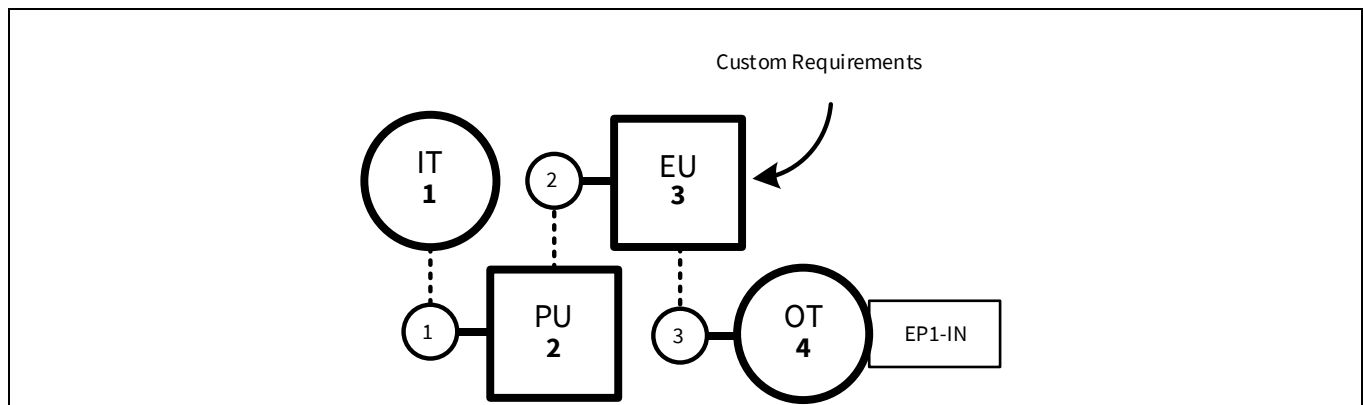 Custom Requirements
IT
1
2
EU
3
1
PU
2
3
OT
4
EP1-IN